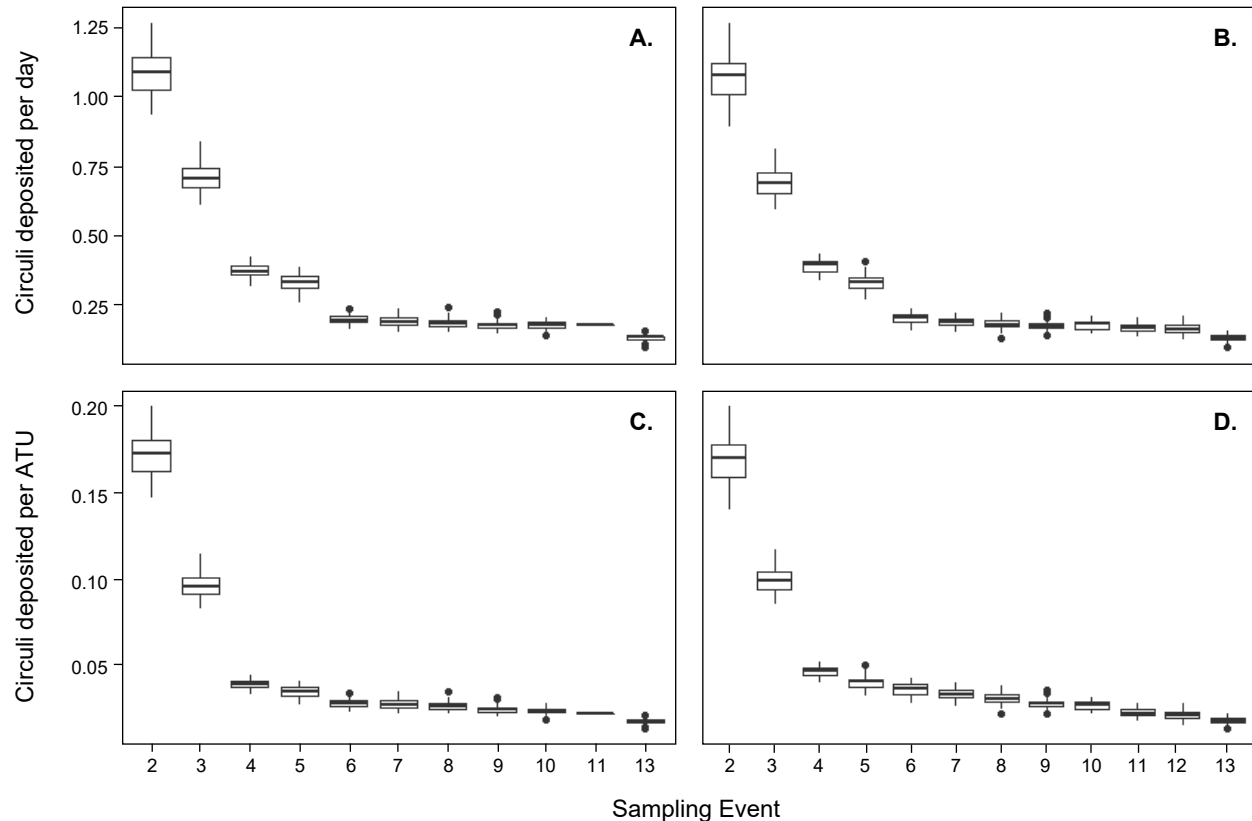 Circuli deposited per day
1.25
1.00
0.75
0.50
0.25
A.
B.
Circuli deposited per ATU
0.20
0.15
0.10
0.05
C.
D.
2 3 4 5 6 7 8 9 10 11 13
2 3 4 5 6 7 8 9 10 11 12 13
Sampling Event